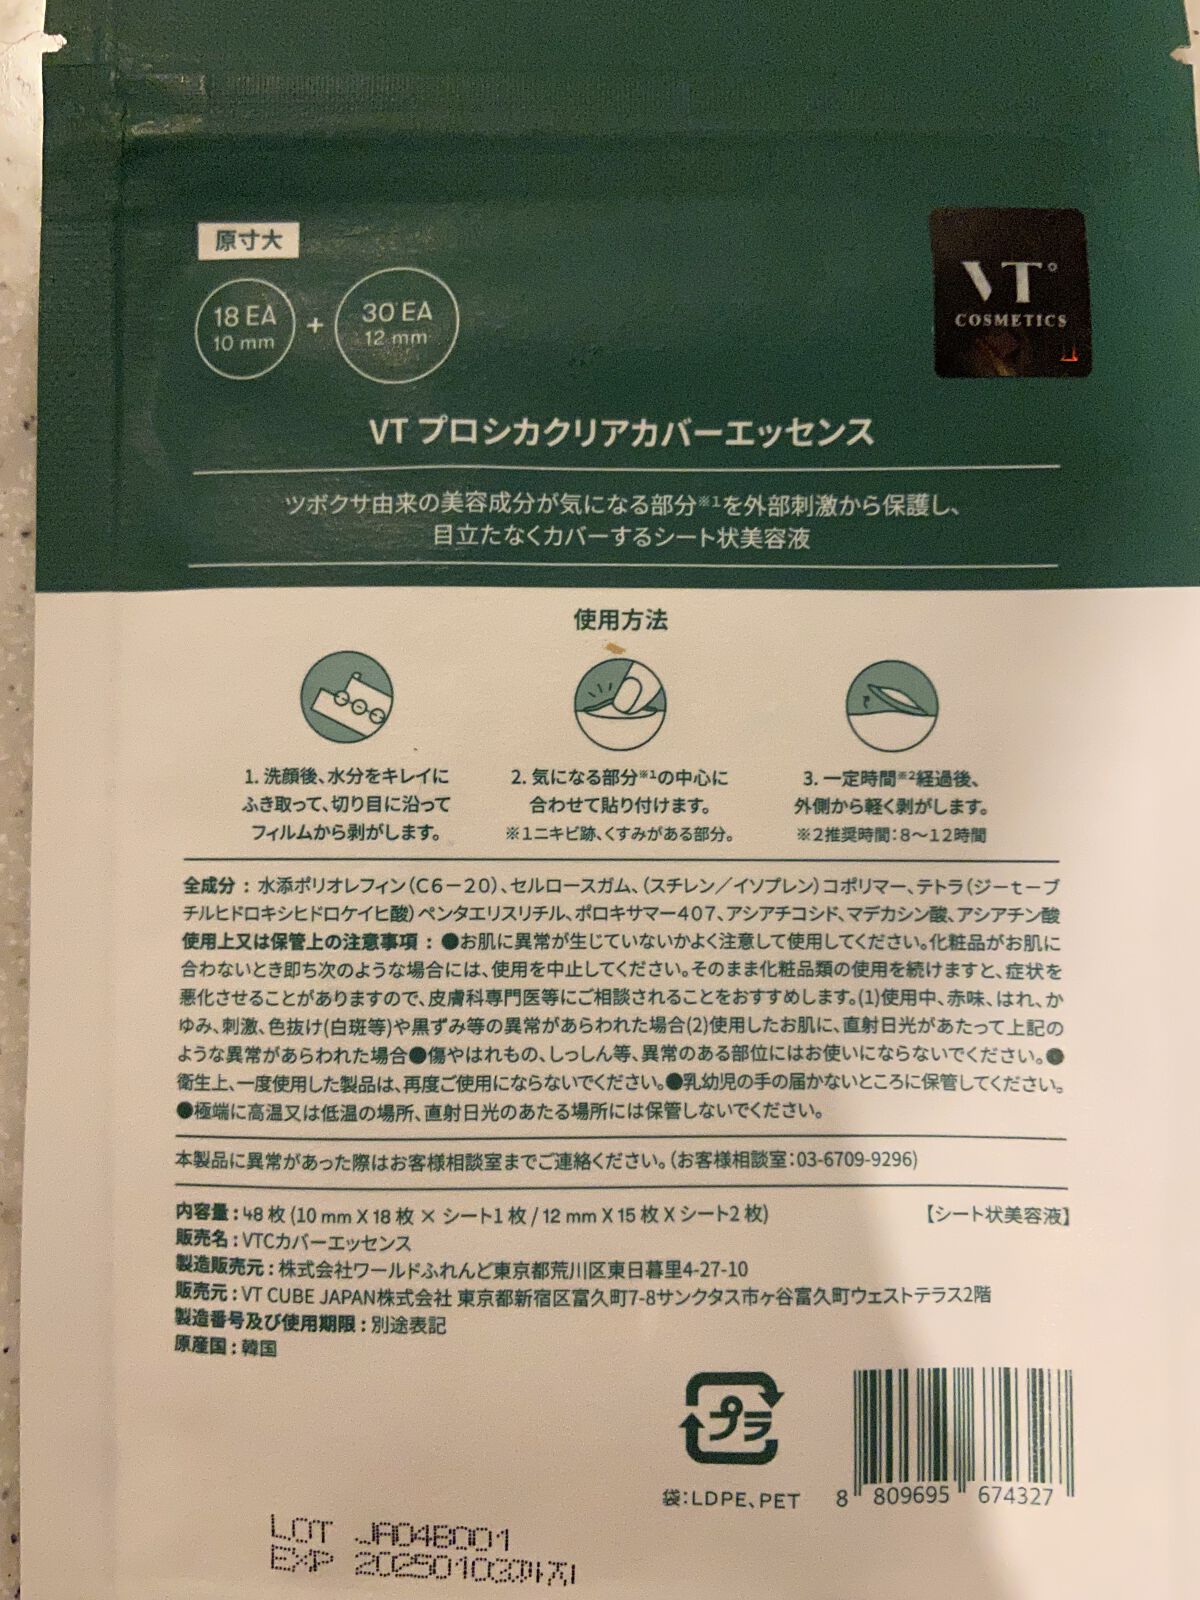 原寸大
18 EA
10 mm
+
30 EA
12 mm
VT
COSMETICS
VT プロシカクリアカバーエッセンス
ツボクサ由来の美容成分が気になる部分※1を外部刺激から保護し、
目立たなくカバーするシート状美容液
使用方法
1. 洗顔後、水分をキレイに
ふき取って、切り目に沿って
フィルムから剥がします。
2. 気になる部分※1の中心に
合わせて貼り付けます。
※1ニキビ跡、くすみがある部分。
3. 一定時間※2経過後、
外側から軽く剥がします。
※2推奨時間：8～12時間
全成分 : 水添ポリオレフィン（C6－20）、セルロースガム、（スチレン／イソプレン）コポリマー、テトラ（ジーｔーブ
チルヒドロキシヒドロケイヒ酸）ペンタエリスリチル、ポロキサマー407、アシアチコシド、マデカシン酸、アシアチン酸
使用上又は保管上の注意事項 : ●お肌に異常が生じていないかよく注意して使用してください。化粧品がお肌に
合わないとき即ち次のような場合には、使用を中止してください。そのまま化粧品類の使用を続けますと、症状を
悪化させることがありますので、皮膚科専門医等にご相談されることをおすすめします。(1)使用中、赤味、はれ、か
ゆみ、刺激、色抜け(白斑等)や黒ずみ等の異常があらわれた場合(2)使用したお肌に、直射日光があたって上記の
ような異常があらわれた場合●傷やはれもの、しっしん等、異常のある部位にはお使いにならないでください。●
衛生上、一度使用した製品は、再度ご使用にならないでください。●乳幼児の手の届かないところに保管してください。
●極端に高温又は低温の場所、直射日光のあたる場所には保管しないでください。
本製品に異常があった際はお客様相談室までご連絡ください。（お客様相談室：03-6709-9296)
内容量 : 48 枚 (10 mm X 18 枚 × シート1 枚 / 12 mm X 15 枚 X シート2 枚) 【シート状美容液】
販売名 : VTCカバーエッセンス
製造販売元 : 株式会社ワールドふれんど東京都荒川区東日暮里4-27-10
販売元 : VT CUBE JAPAN株式会社 東京都新宿区富久町7-8サンクタス市ヶ谷富久町ウェストテラス2階
製造番号及び使用期限 : 別途表記
原産国 : 韓国
プラ
袋：LDPE、PET
8 809695 674327
LOT JA04B001
EXP 20250103까지